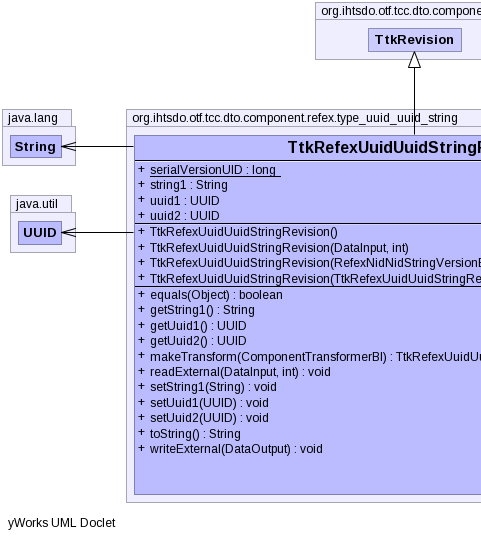 org.ihtsdo.otf.tcc.dto.componen
TtkRevision
java.lang
String
java.util
UUID
org.ihtsdo.otf.tcc.dto.component.refex.type_uuid_uuid_string
TtkRefexUuidUuidStringR
+ serialVersionUID : long
+ string1 : String
+ uuid1 : UUID
+ uuid2 : UUID
+ TtkRefexUuidUuidStringRevision()
+ TtkRefexUuidUuidStringRevision(DataInput, int)
+ TtkRefexUuidUuidStringRevision(RefexNidNidStringVersionB
+ TtkRefexUuidUuidStringRevision(TtkRefexUuidUuidStringRe
+ equals(Object) : boolean
+ getString1() : String
+ getUuid1() : UUID
+ getUuid2() : UUID
+ makeTransform(ComponentTransformerBI) : TtkRefexUuidUu
+ readExternal(DataInput, int) : void
+ setString1(String) : void
+ setUuid1(UUID) : void
+ setUuid2(UUID) : void
+ toString() : String
+ writeExternal(DataOutput) : void
yWorks UML Doclet